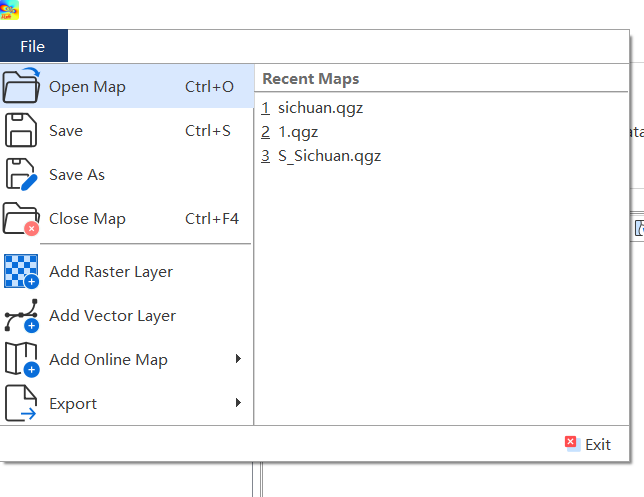 File
Open Map Ctrl+O
Save Ctrl+S
Save As
Close Map Ctrl+F4
Add Raster Layer
Add Vector Layer
Add Online Map
Export
Recent Maps
1 sichuan.qgz
2 1.qgz
3 S_Sichuan.qgz
Exit